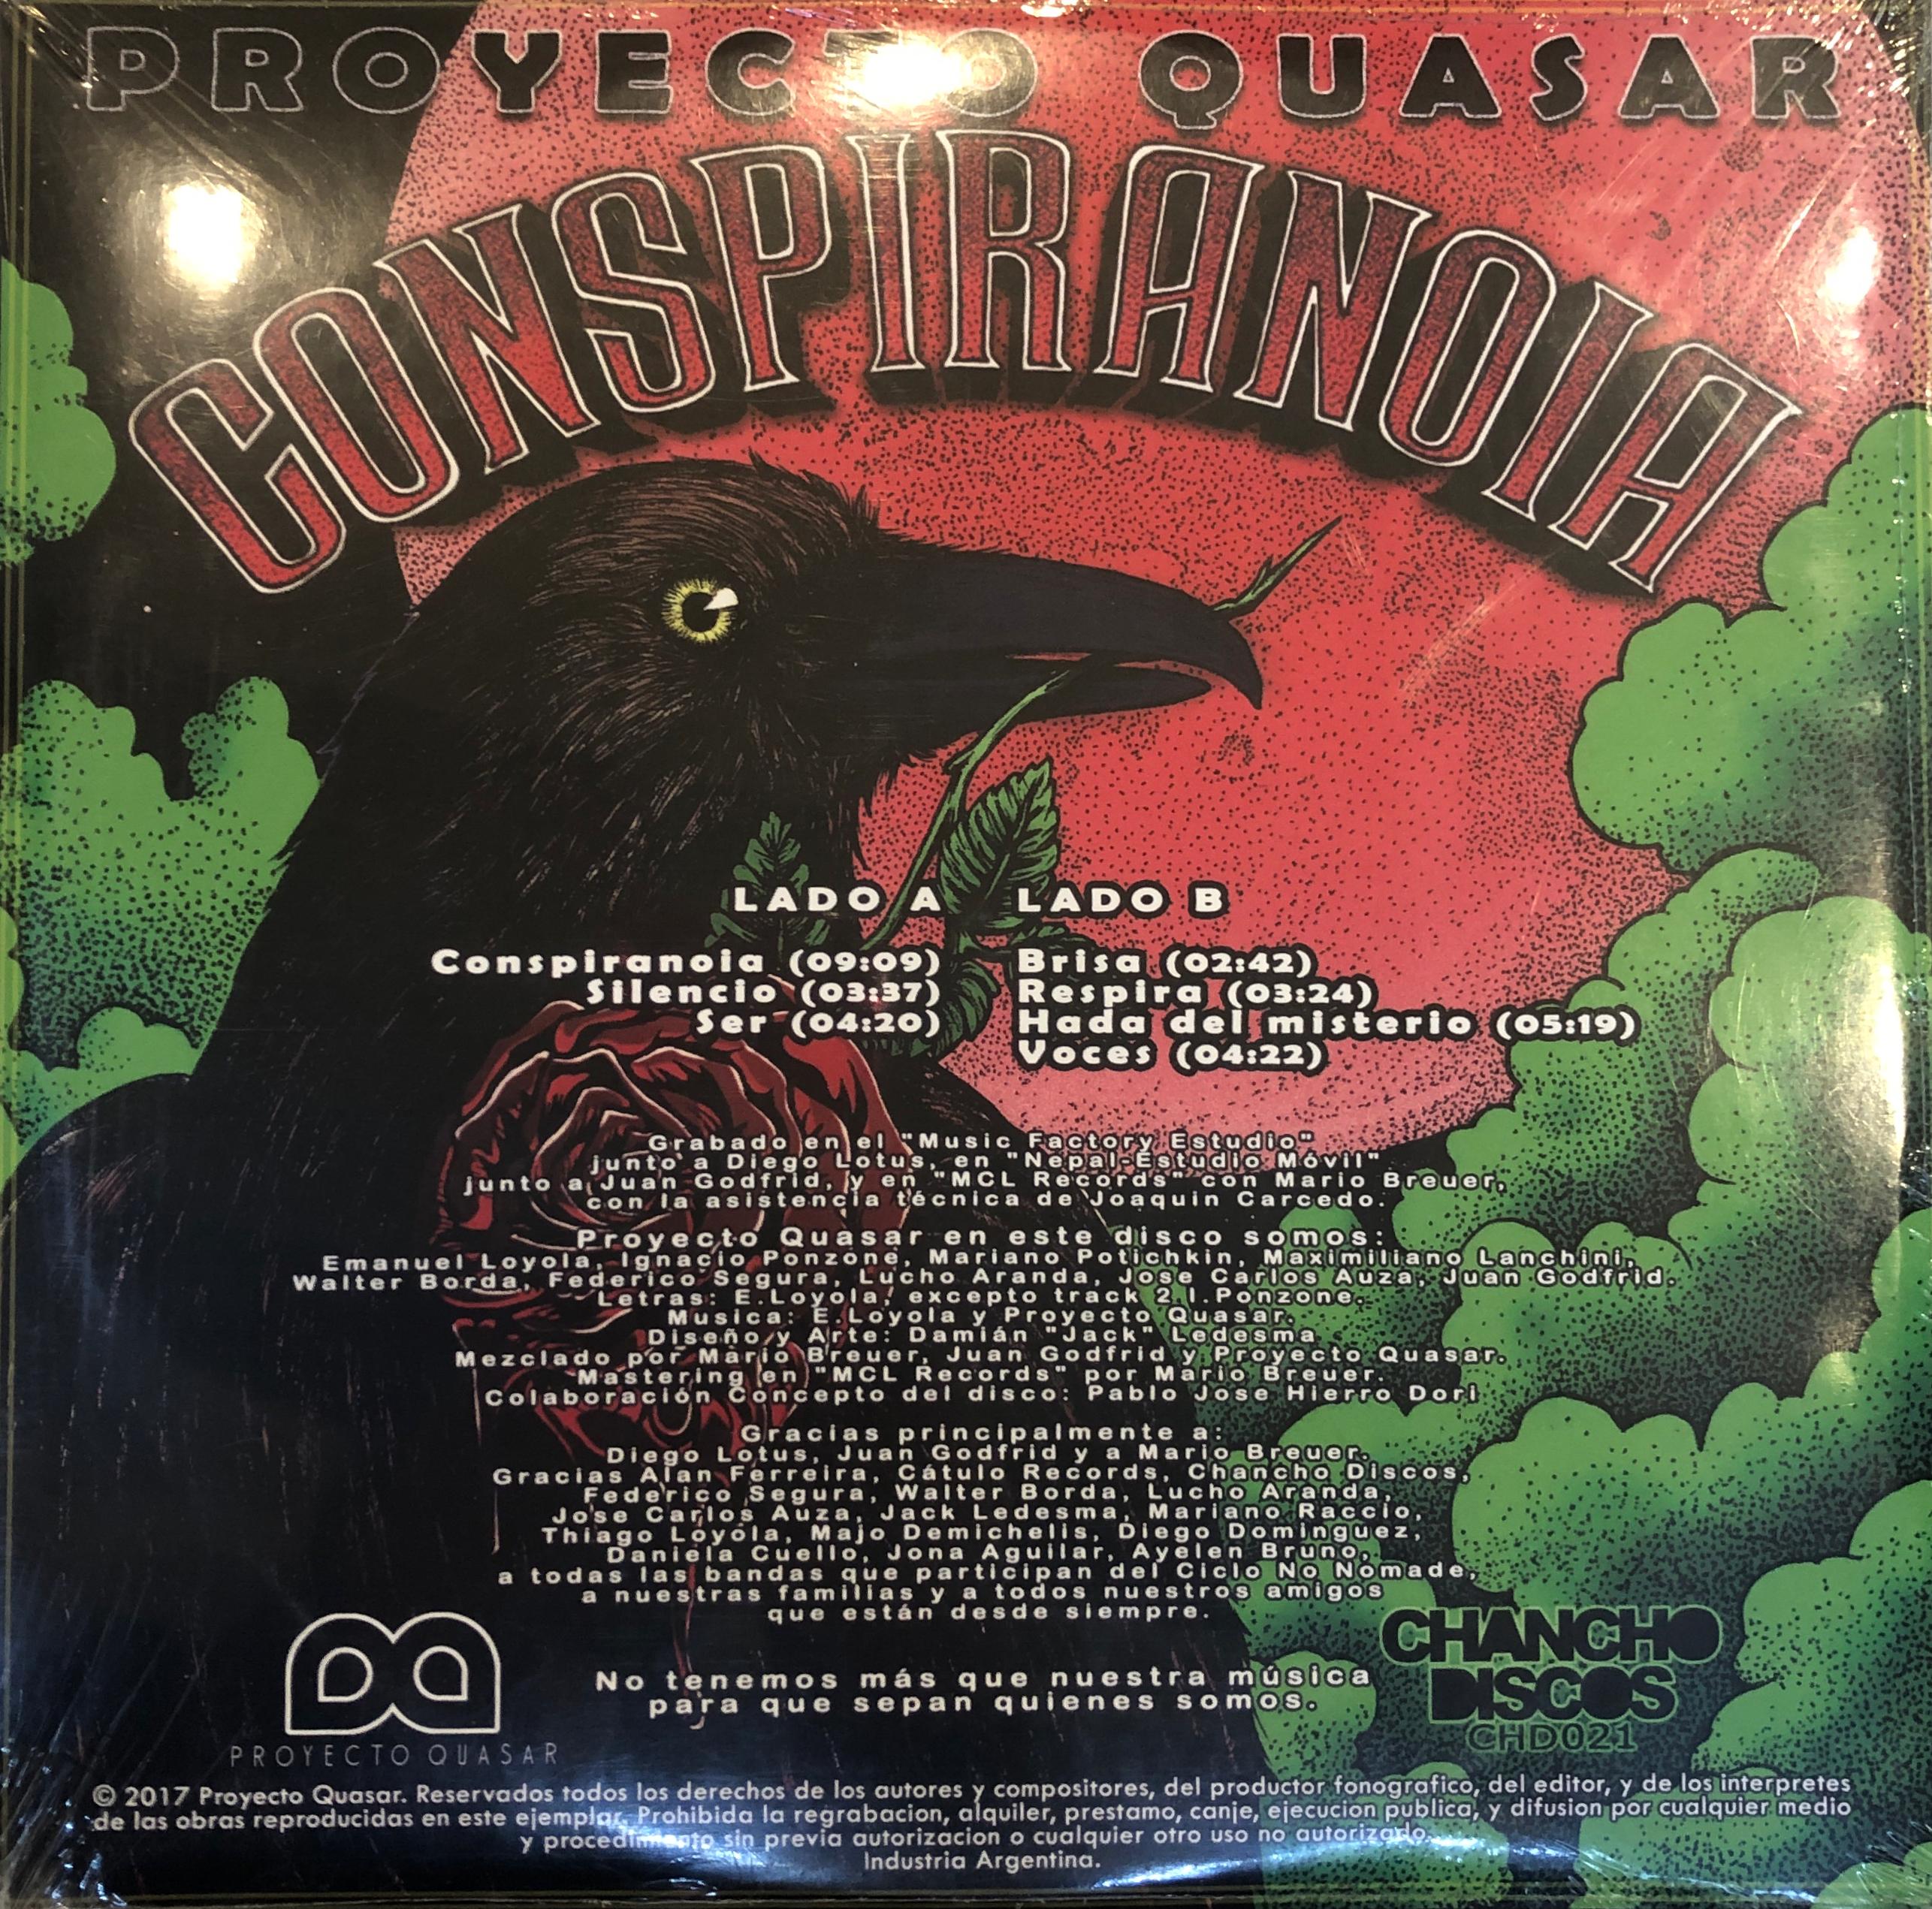 PROYECTO QUASAR
CONSPIRANOIA
LADO A
Conspiranoia (09:09)
Silencio (03:37)
Ser (04:20)
LADO B
Brisa (02:42)
Respira (03:24)
Hada del misterio (05:19)
Voces (04:22)
Grabado en el "Music Factory Estudio"
junto a Diego Lotus, en "Nepal-Estudio Móvil"
junto a Juan Godfrid, y en "MCL Records" con Mario Breuer,
con la asistencia técnica de Joaquin Carcedo.
Proyecto Quasar en este disco somos:
Emanuel Loyola, Ignacio Ponzone, Mariano Potichkin, Maximiliano Lanchini,
Walter Borda, Federico Segura, Lucho Aranda, Jose Carlos Auza, Juan Godfrid.
Letras: E.Loyola, excepto track 2 I.Ponzone.
Musica: E.Loyola y Proyecto Quasar.
Diseño y Arte: Damián "Jack" Ledesma
Mezclado por Mario Breuer, Juan Godfrid y Proyecto Quasar.
Mastering en "MCL Records" por Mario Breuer.
Colaboración Concepto del disco: Pablo Jose Hierro Dori
Gracias principalmente a:
Diego Lotus, Juan Godfrid y a Mario Breuer.
Gracias Alan Ferreira, Cátulo Records, Chancho Discos,
Federico Segura, Walter Borda, Lucho Aranda,
Jose Carlos Auza, Jack Ledesma, Mariano Raccio,
Thiago Loyola, Majo Demichelis, Diego Dominguez,
Daniela Cuello, Jona Aguilar, Ayelen Bruno,
a todas las bandas que participan del Ciclo No Nomade,
a nuestras familias y a todos nuestros amigos
que están desde siempre.
No tenemos más que nuestra música
para que sepan quienes somos.
PROYECTO QUASAR
CHANCHO
DISCOS
CHD021
© 2017 Proyecto Quasar. Reservados todos los derechos de los autores y compositores, del productor fonografico, del editor, y de los interpretes
de las obras reproducidas en este ejemplar. Prohibida la regrabacion, alquiler, prestamo, canje, ejecucion publica, y difusion por cualquier medio
y procedimiento sin previa autorizacion o cualquier otro uso no autorizado.
Industria Argentina.